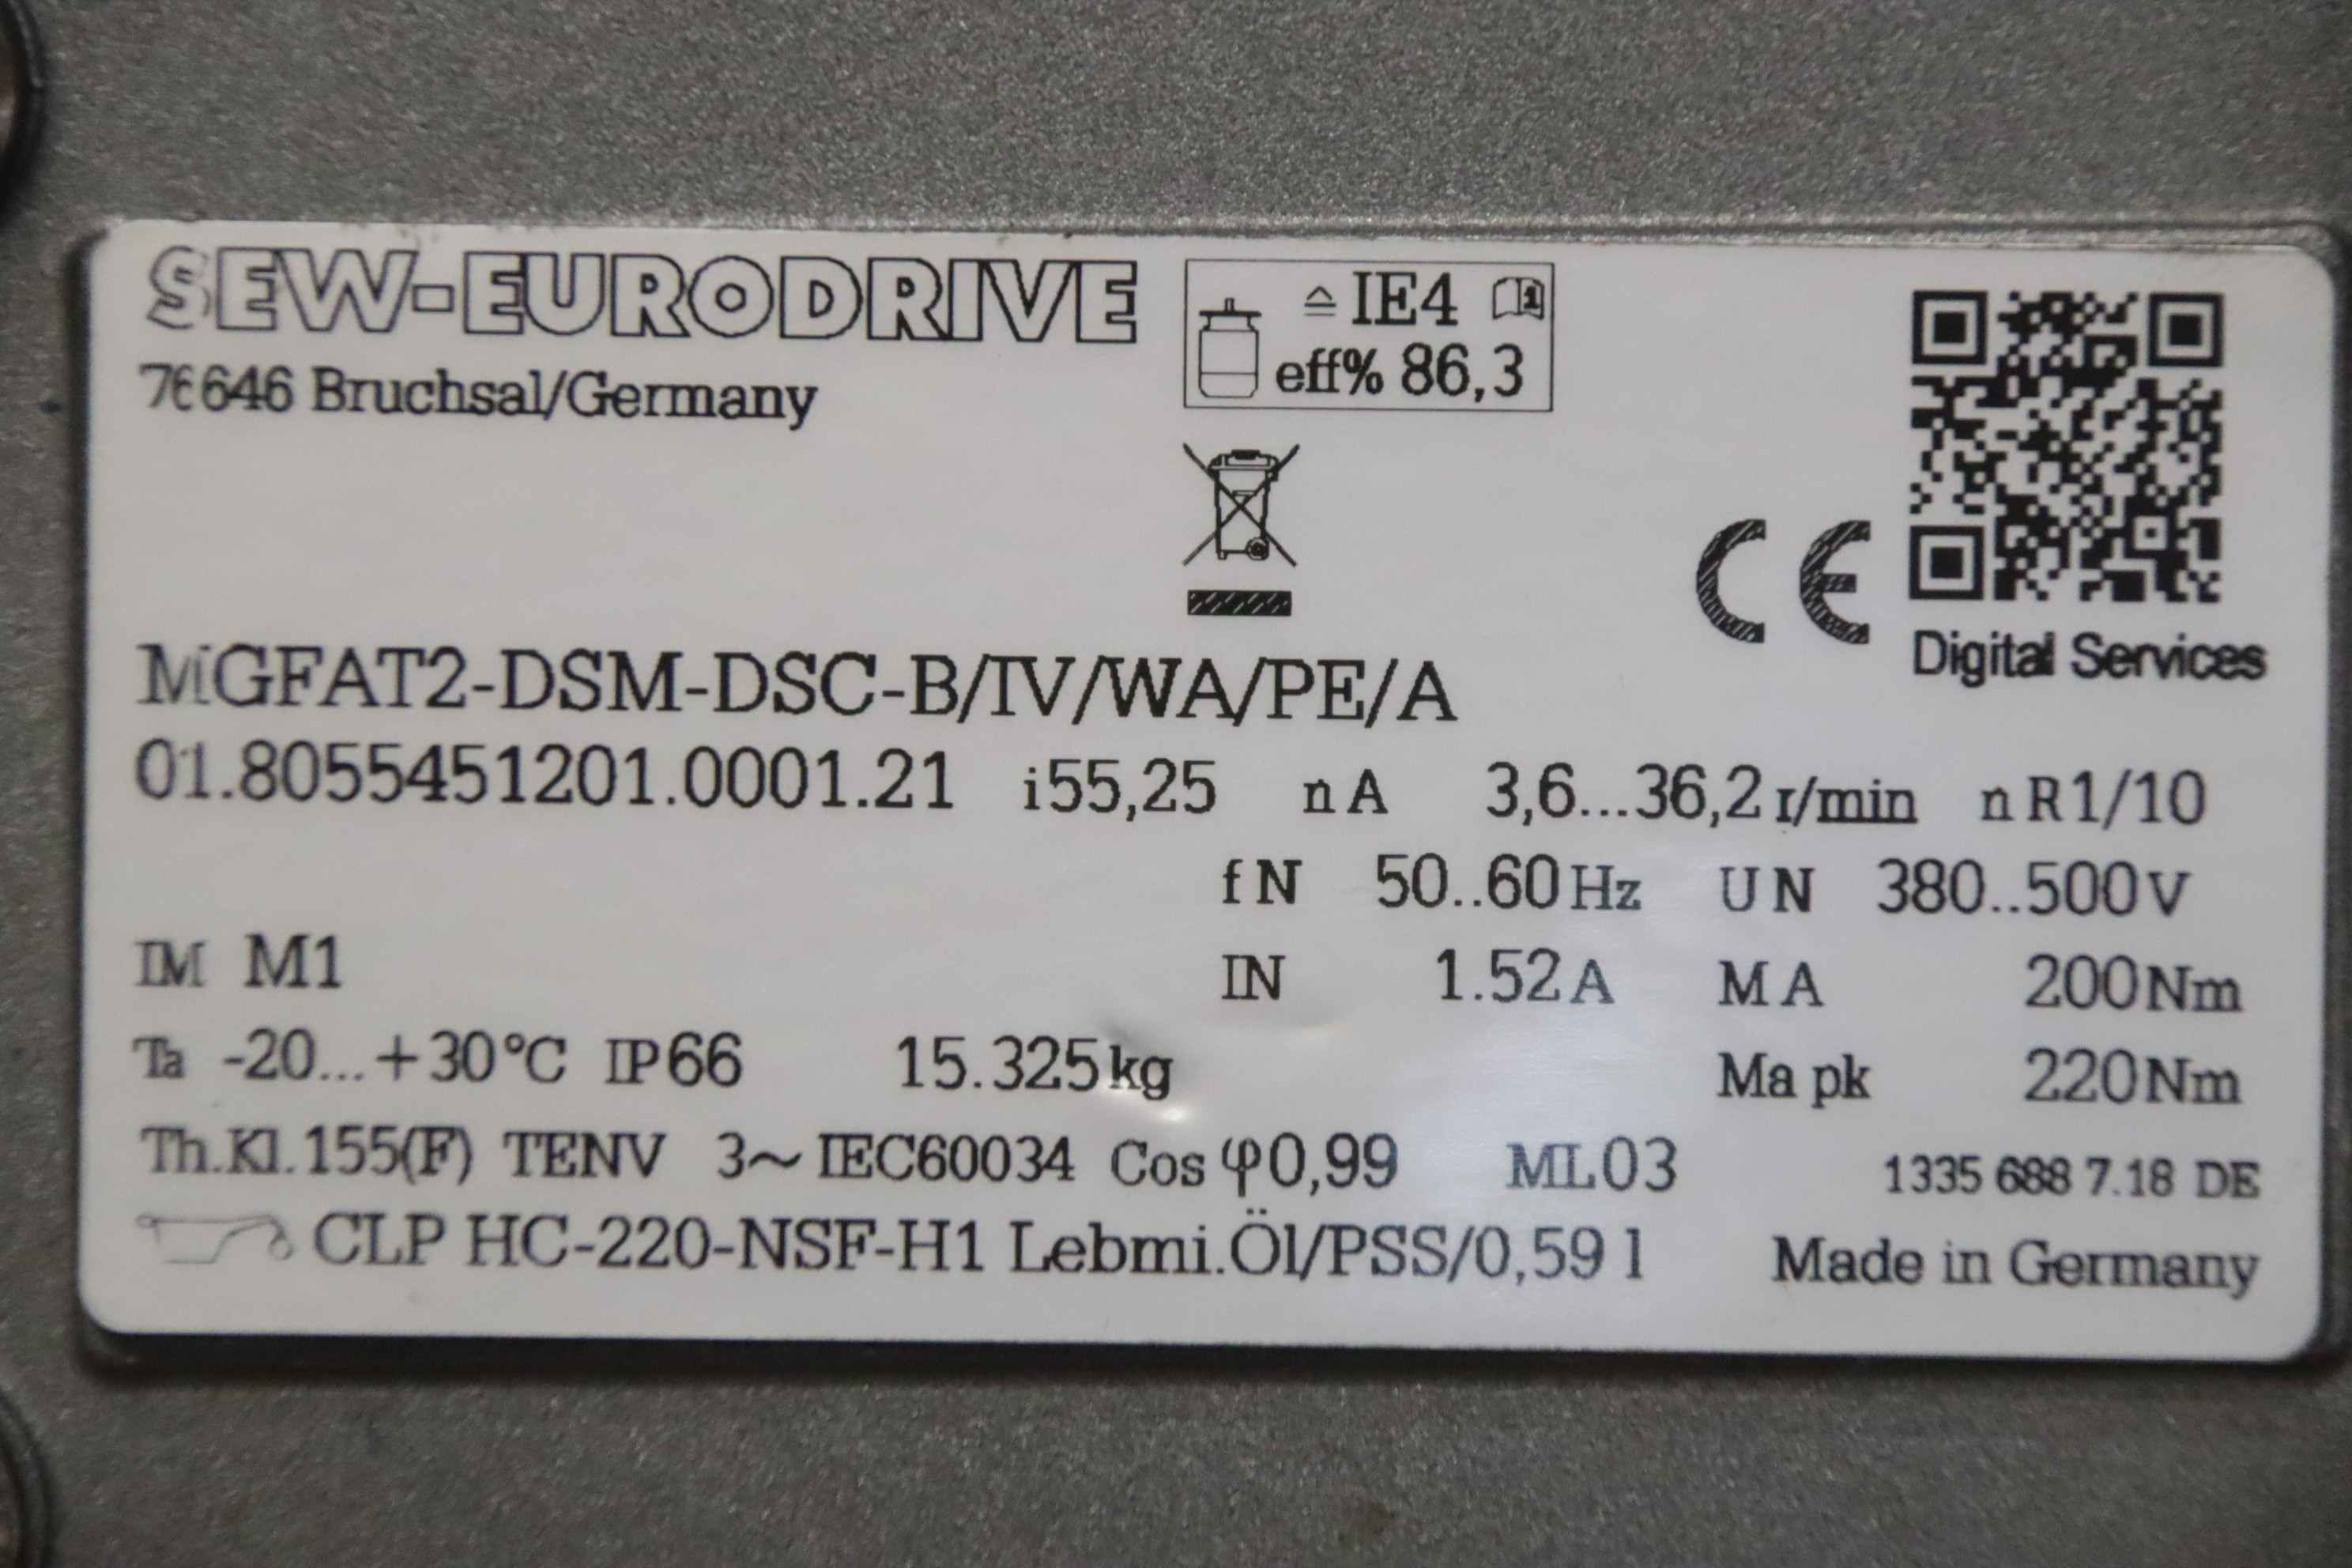 SEW-EURODRIVE
76646 Bruchsal/Germany
≙ IE4
eff% 86,3
CE
Digital Services
MGFAT2-DSM-DSC-B/IV/WA/PE/A
01.8055451201.0001.21 i55,25 nA 3,6...36,2 r/min nR1/10
fN 50..60Hz UN 380..500V
IM M1 IN 1.52A MA 200Nm
Ta -20...+30°C IP66 15.325kg Ma pk 220Nm
Th.Kl.155(F) TENV 3~IEC60034 Cos φ0,99 ML03 1335 688 7.18 DE
CLP HC-220-NSF-H1 Lebmi.Öl/PSS/0,59 l Made in Germany